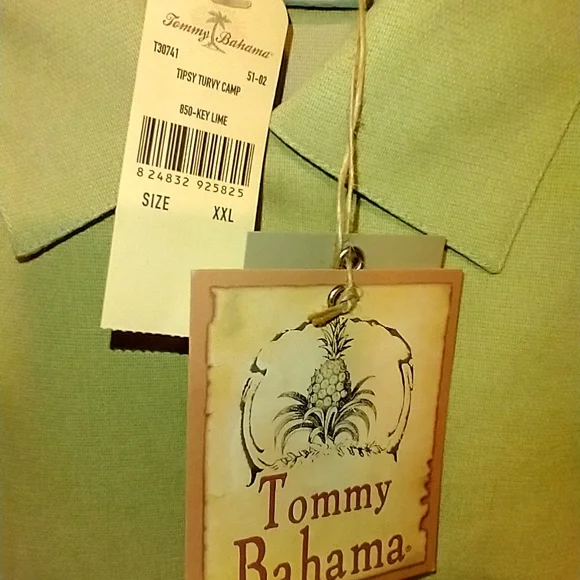 Tommy Bahama®
T30741 51-02
TIPSY TURVY CAMP
850-KEY LIME
8 24832 925825
SIZE XXL
Tommy
Bahama®